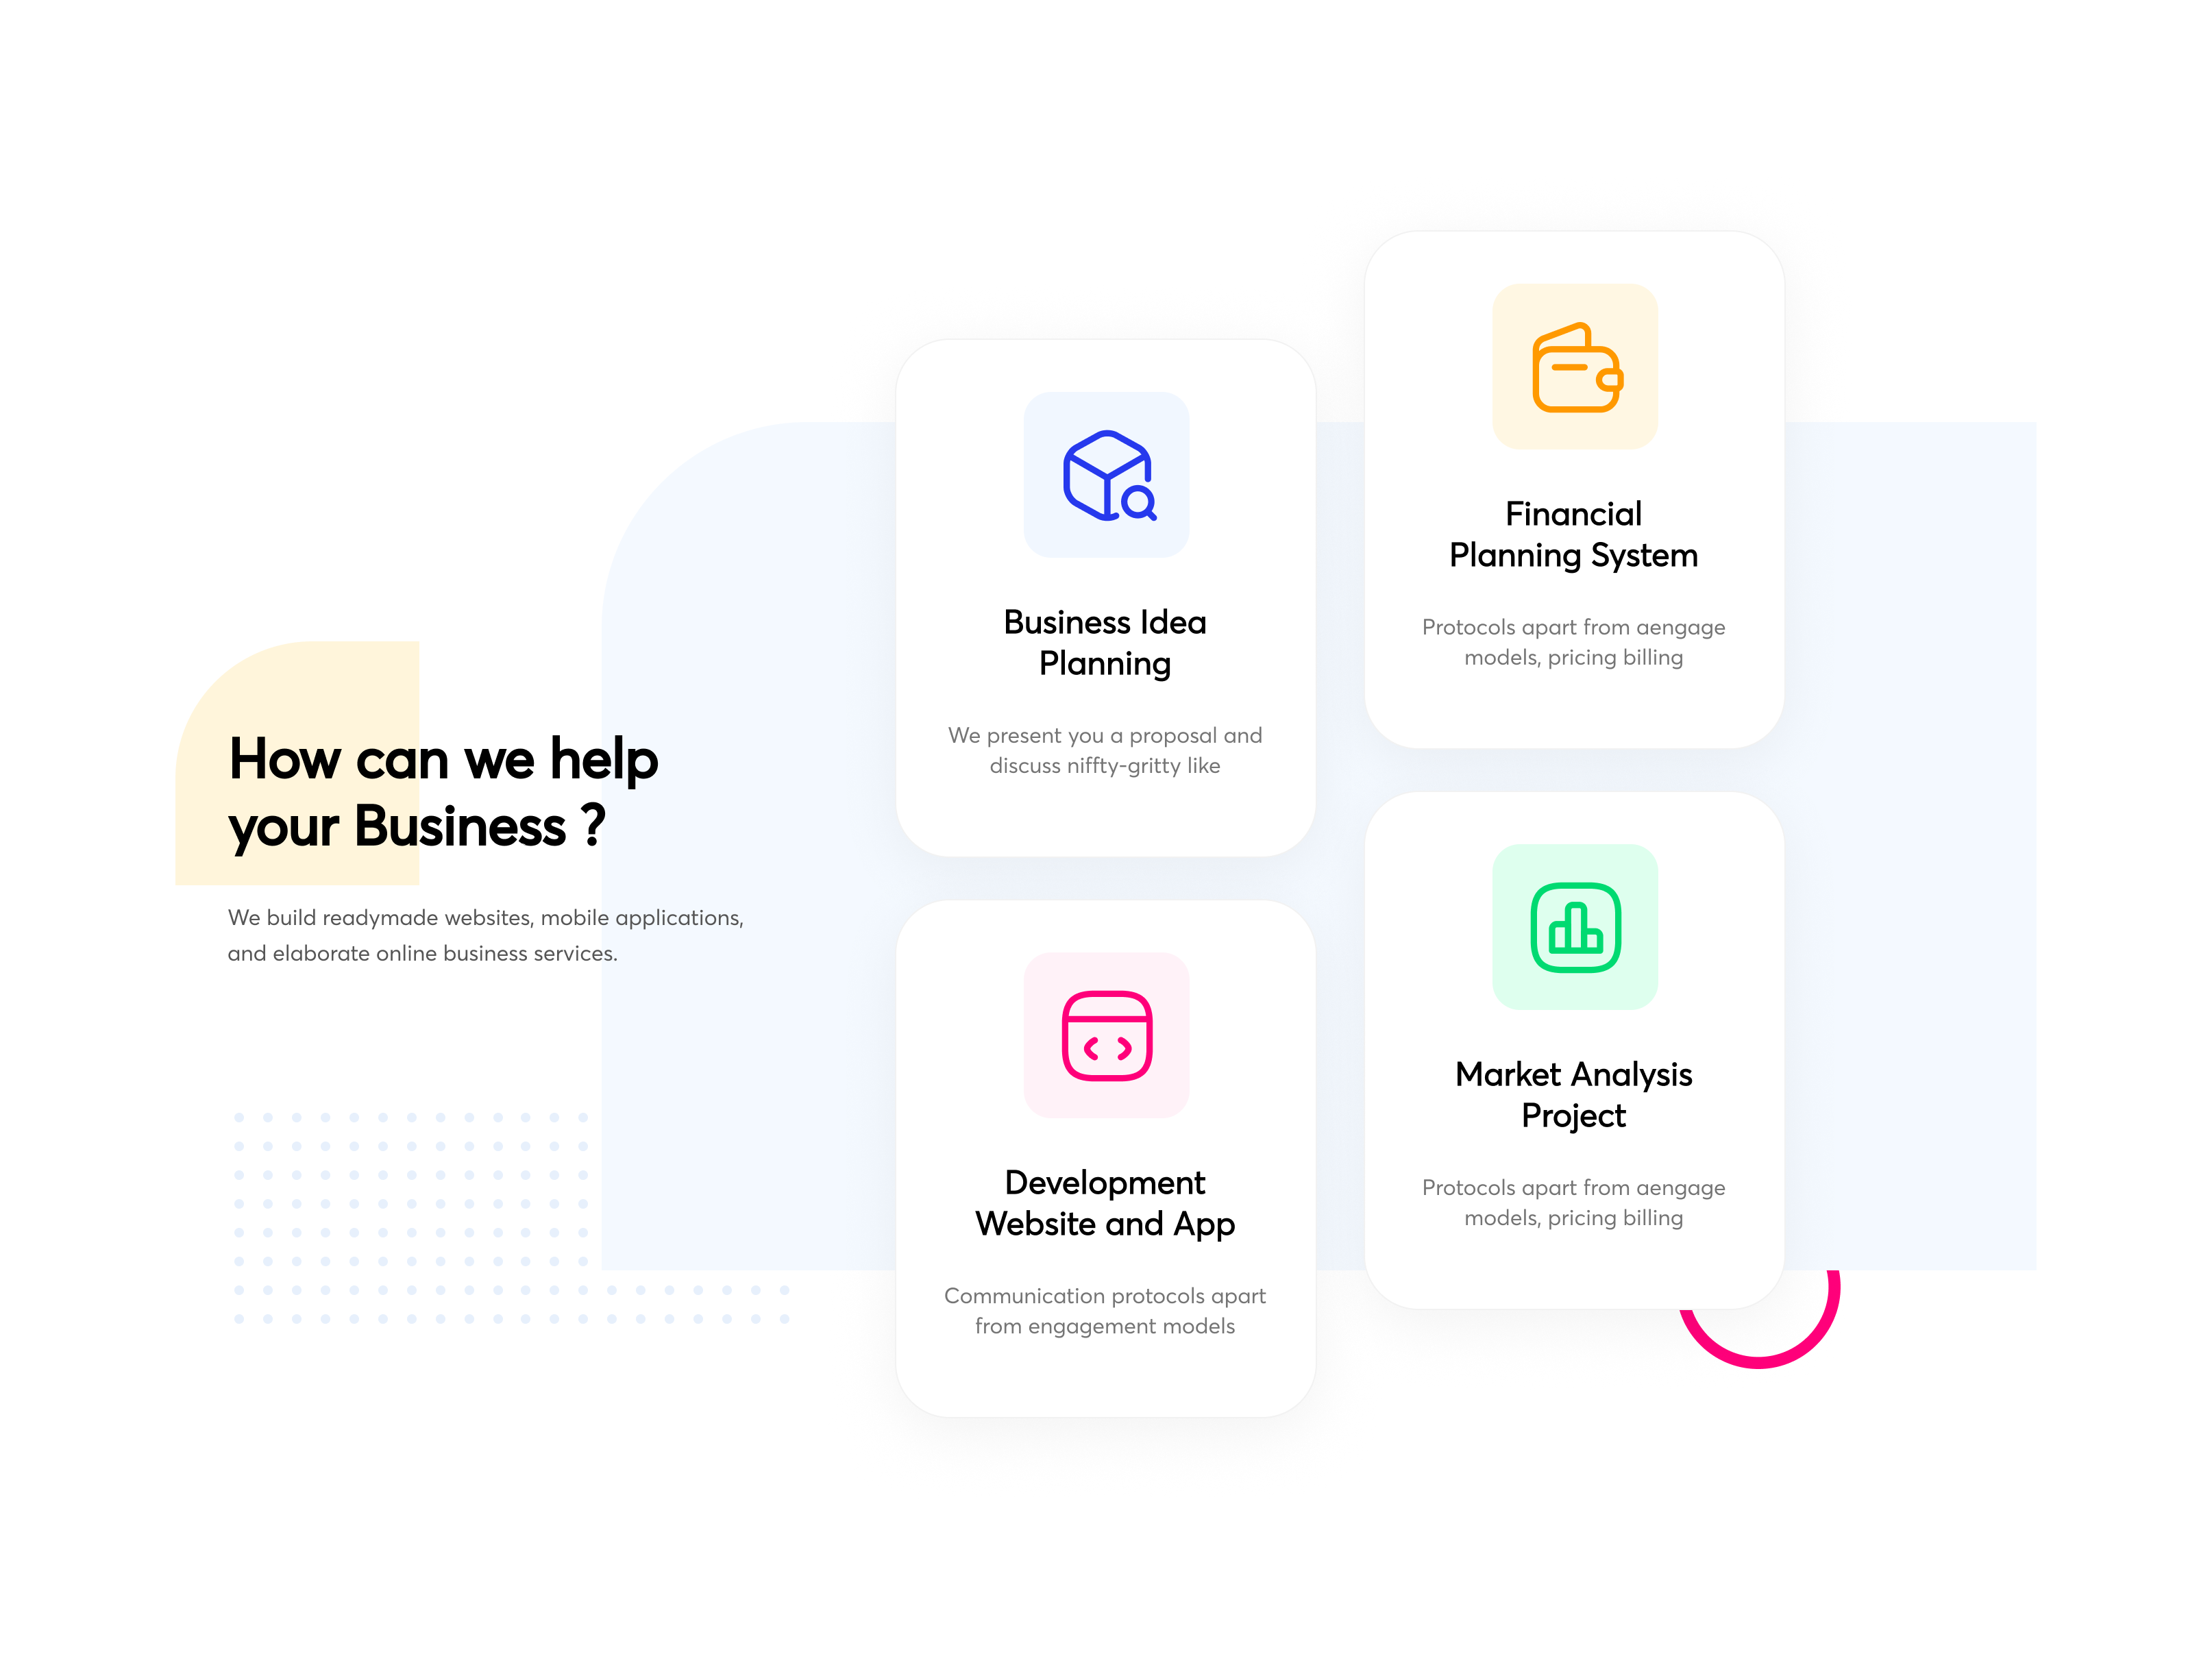 How can we help
your Business ?
We build readymade websites, mobile applications,
and elaborate online business services.
Business Idea
Planning
We present you a proposal and
discuss niffty-gritty like
Financial
Planning System
Protocols apart from aengage
models, pricing billing
Development
Website and App
Communication protocols apart
from engagement models
Market Analysis
Project
Protocols apart from aengage
models, pricing billing